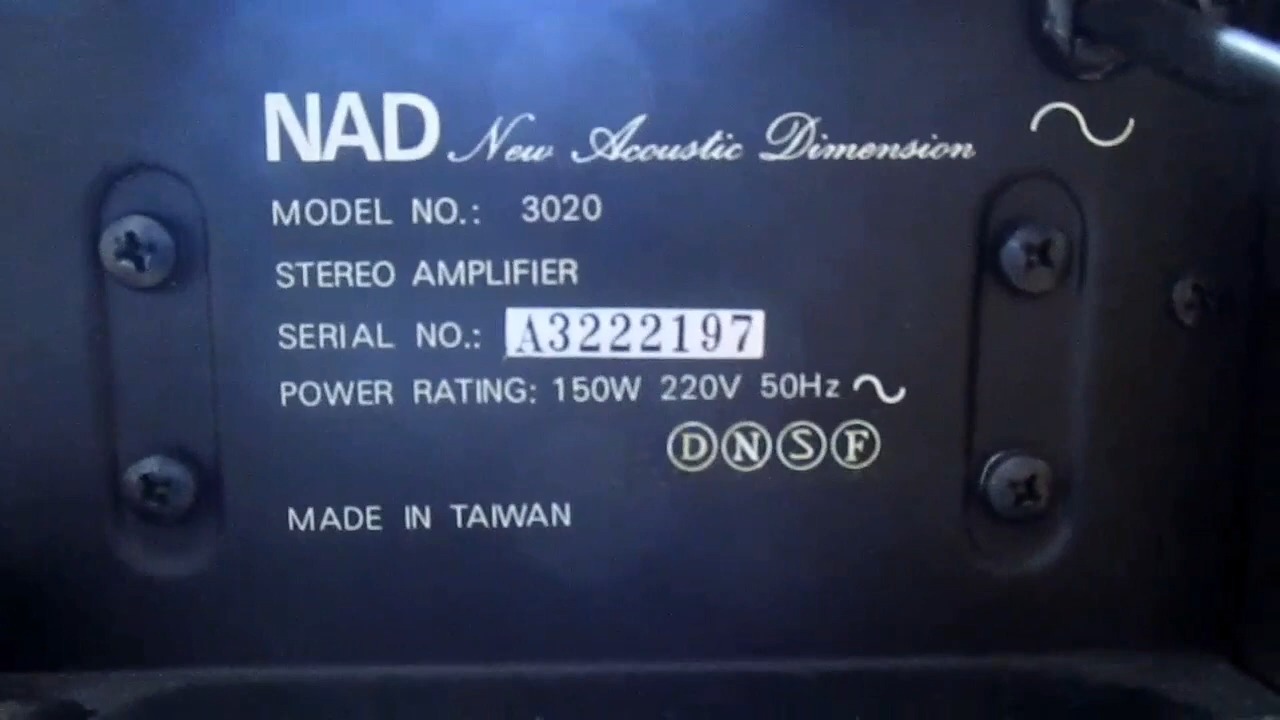 NAD New Acoustic Dimension
MODEL NO.: 3020
STEREO AMPLIFIER
SERIAL NO.: A3222197
POWER RATING: 150W 220V 50Hz ~
D N S F
MADE IN TAIWAN